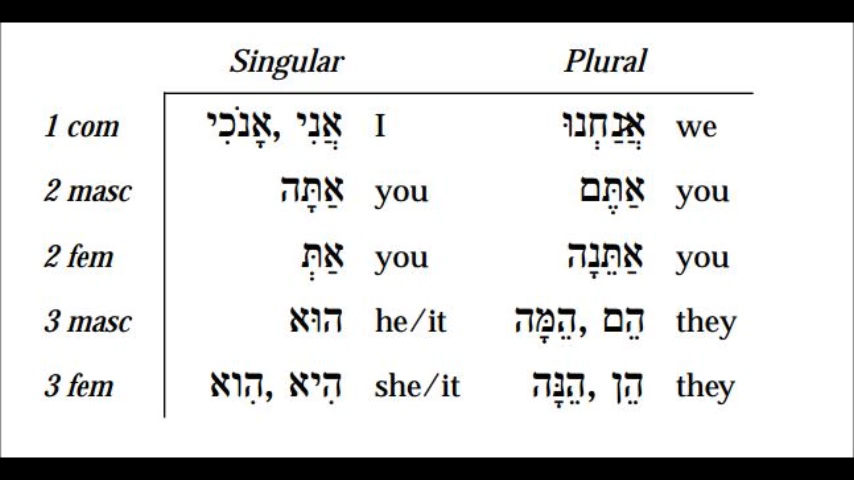 Singular Plural
1 com אֲנִי, אָנֹכִי I אֲנַחְנוּ we
2 masc אַתָּה you אַתֶּם you
2 fem אַתְּ you אַתֵּנָה you
3 masc הוּא he/it הֵם, הֵמָּה they
3 fem הִיא, הִוא she/it הֵן, הֵנָּה they